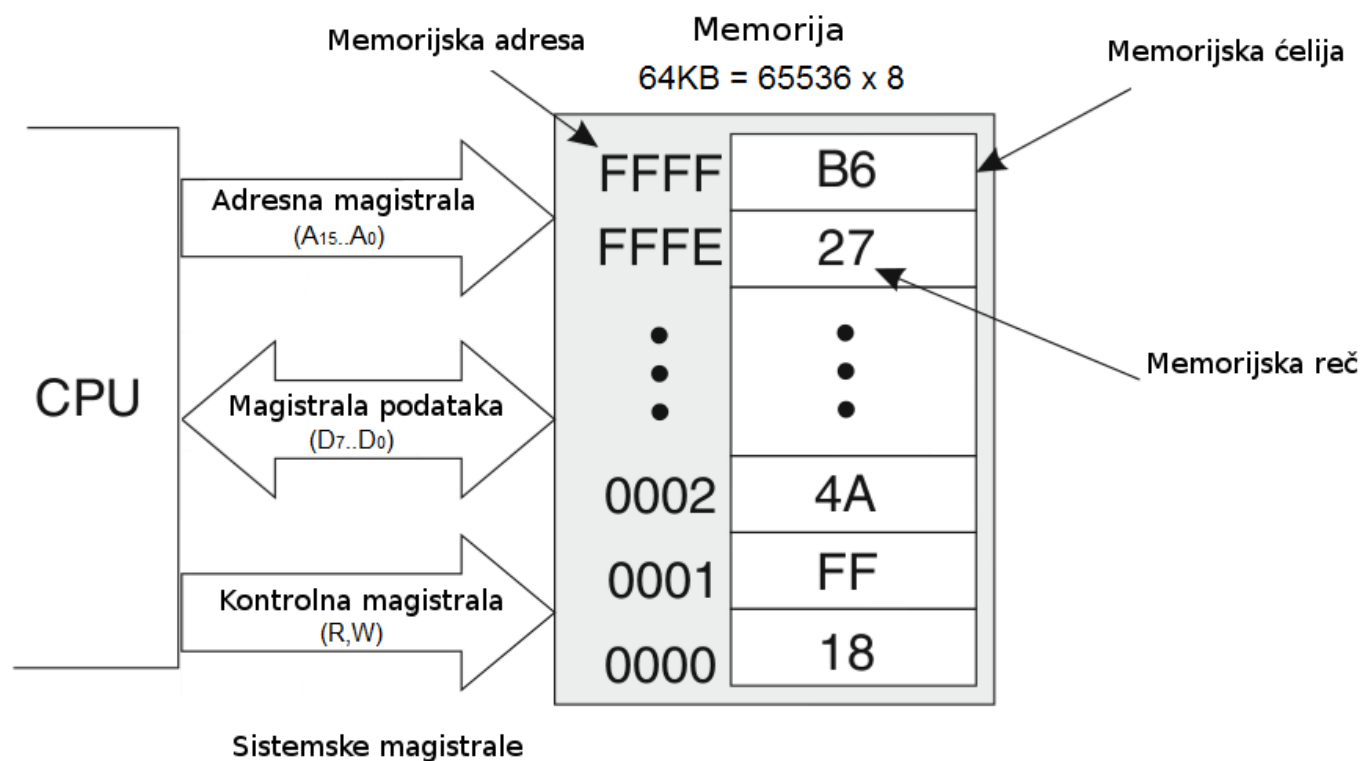 Memorijska adresa
Memorija
64KB = 65536 x 8
Memorijska ćelija
CPU
Adresna magistrala
(A15..A0)
Magistrala podataka
(D7..D0)
Kontrolna magistrala
(R,W)
FFFF B6
FFFE 27
Memorijska reč
0002 4A
0001 FF
0000 18
Sistemske magistrale